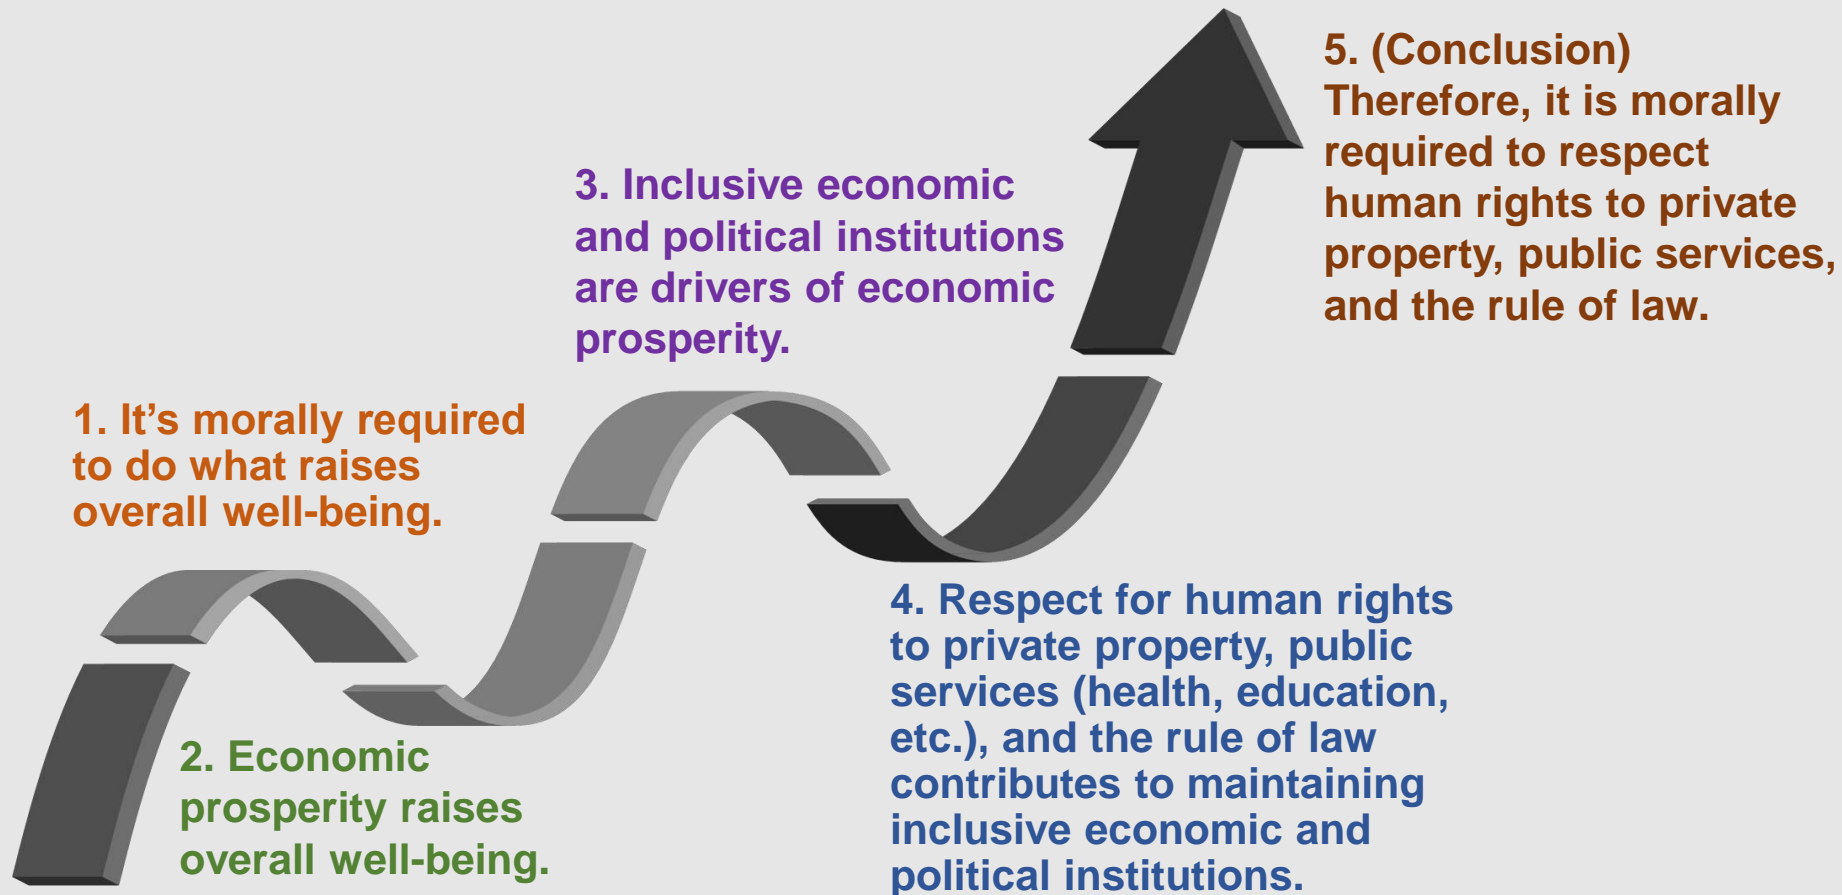 1. It’s morally required
to do what raises
overall well-being.
2. Economic
prosperity raises
overall well-being.
3. Inclusive economic
and political institutions
are drivers of economic
prosperity.
4. Respect for human rights
to private property, public
services (health, education,
etc.), and the rule of law
contributes to maintaining
inclusive economic and
political institutions.
5. (Conclusion)
Therefore, it is morally
required to respect
human rights to private
property, public services,
and the rule of law.